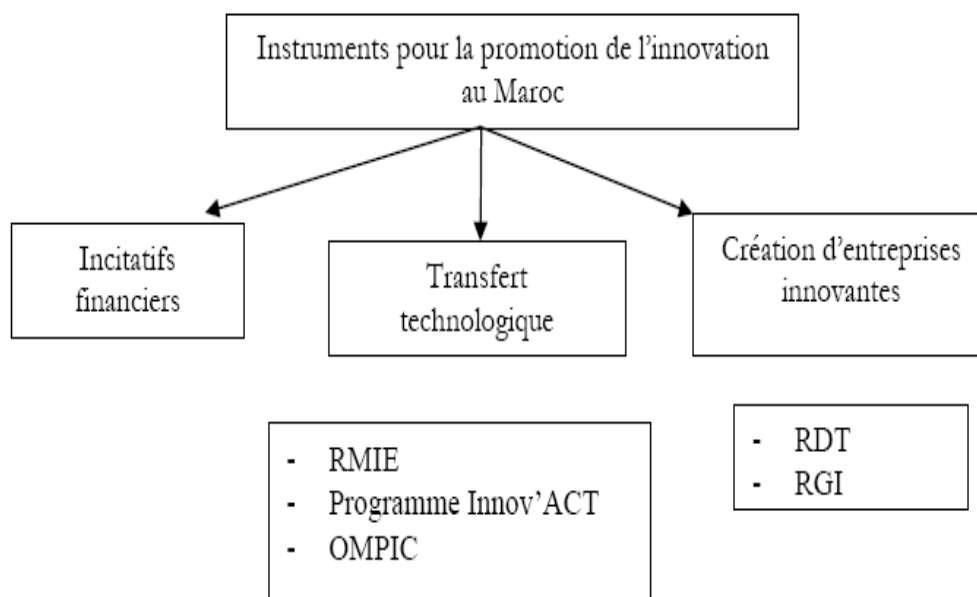 Instruments pour la promotion de l’innovation
au Maroc
Incitatifs
financiers
Transfert
technologique
Création d’entreprises
innovantes
- RMIE
- Programme Innov’ACT
- OMPIC
- RDT
- RGI